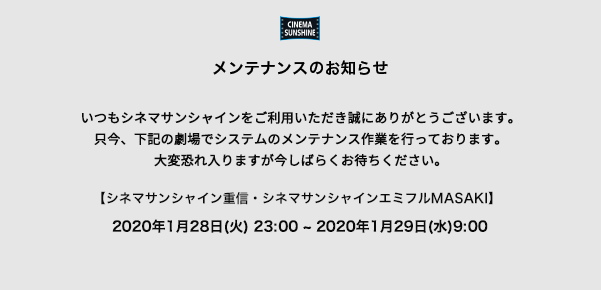 CINEMA
SUNSHINE
メンテナンスのお知らせ
いつもシネマサンシャインをご利用いただき誠にありがとうございます。
只今、下記の劇場でシステムのメンテナンス作業を行っております。
大変恐れ入りますが今しばらくお待ちください。
【シネマサンシャイン重信・シネマサンシャインエミフルMASAKI】
2020年1月28日(火) 23:00 ~ 2020年1月29日(水)9:00